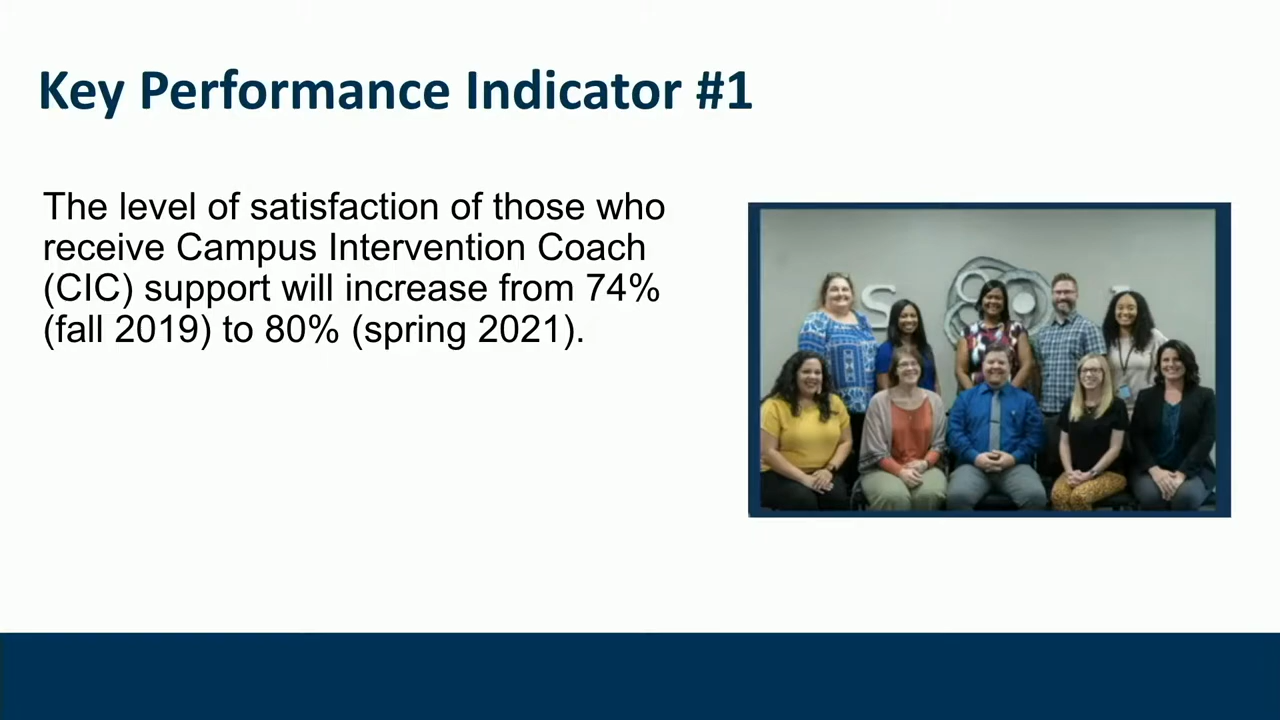 Key Performance Indicator #1
The level of satisfaction of those who
receive Campus Intervention Coach
(CIC) support will increase from 74%
(fall 2019) to 80% (spring 2021).